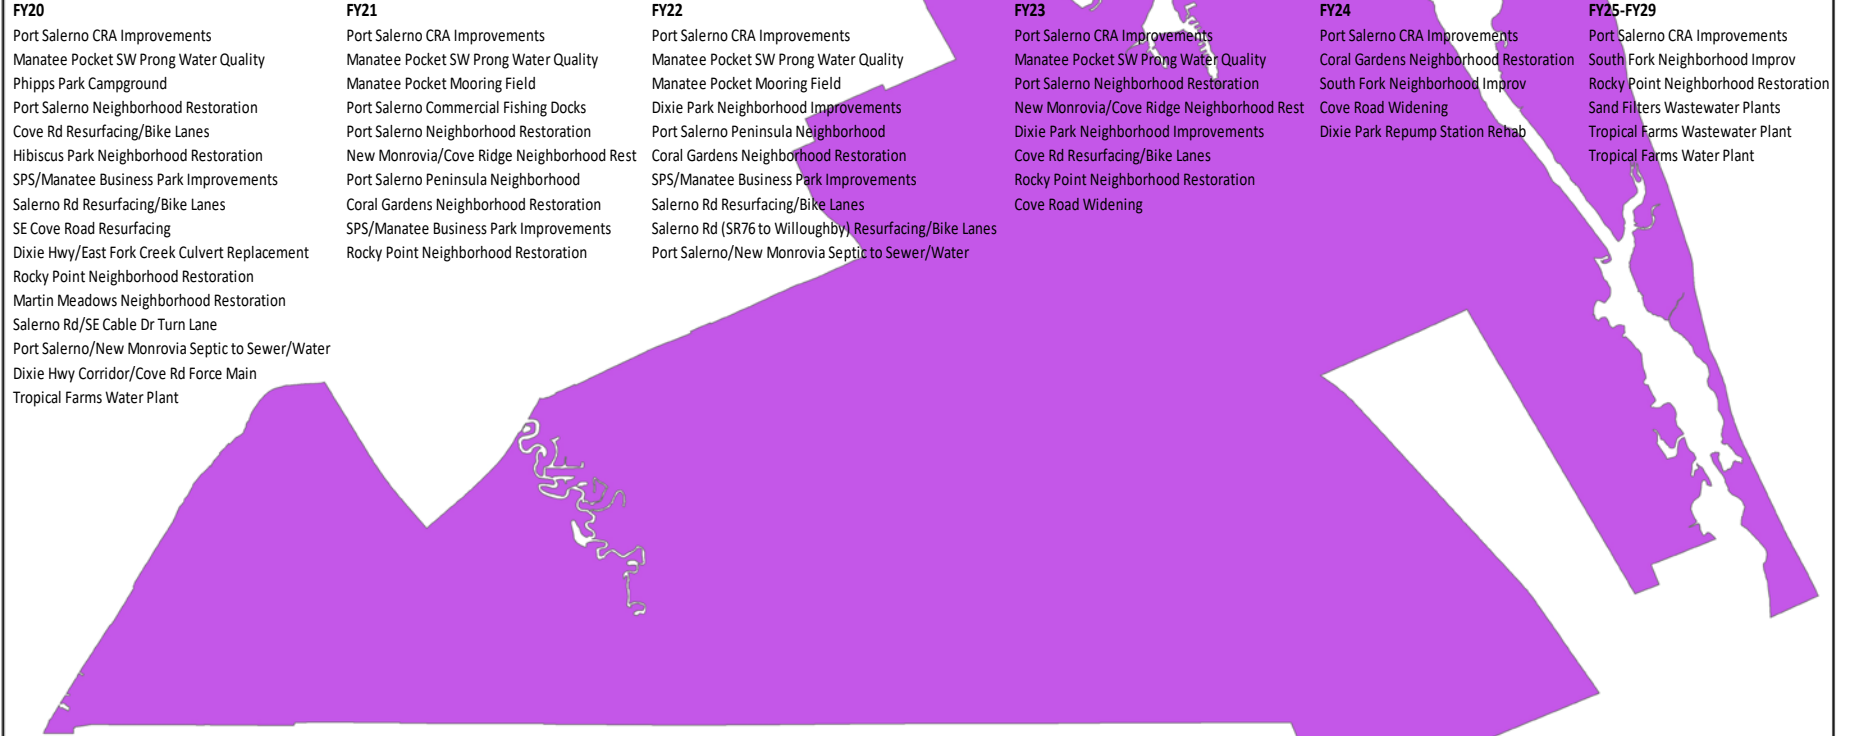 FY20
Port Salerno CRA Improvements
Manatee Pocket SW Prong Water Quality
Phipps Park Campground
Port Salerno Neighborhood Restoration
Cove Rd Resurfacing/Bike Lanes
Hibiscus Park Neighborhood Restoration
SPS/Manatee Business Park Improvements
Salerno Rd Resurfacing/Bike Lanes
SE Cove Road Resurfacing
Dixie Hwy/East Fork Creek Culvert Replacement
Rocky Point Neighborhood Restoration
Martin Meadows Neighborhood Restoration
Salerno Rd/SE Cable Dr Turn Lane
Port Salerno/New Monrovia Septic to Sewer/Water
Dixie Hwy Corridor/Cove Rd Force Main
Tropical Farms Water Plant
FY21
Port Salerno CRA Improvements
Manatee Pocket SW Prong Water Quality
Manatee Pocket Mooring Field
Port Salerno Commercial Fishing Docks
Port Salerno Neighborhood Restoration
New Monrovia/Cove Ridge Neighborhood Rest
Port Salerno Peninsula Neighborhood
Coral Gardens Neighborhood Restoration
SPS/Manatee Business Park Improvements
Rocky Point Neighborhood Restoration
FY22
Port Salerno CRA Improvements
Manatee Pocket SW Prong Water Quality
Manatee Pocket Mooring Field
Dixie Park Neighborhood Improvements
Port Salerno Peninsula Neighborhood
Coral Gardens Neighborhood Restoration
SPS/Manatee Business Park Improvements
Salerno Rd Resurfacing/Bike Lanes
Salerno Rd (SR76 to Willoughby) Resurfacing/Bike Lanes
Port Salerno/New Monrovia Septic to Sewer/Water
FY23
Port Salerno CRA Improvements
Manatee Pocket SW Prong Water Quality
Port Salerno Neighborhood Restoration
New Monrovia/Cove Ridge Neighborhood Rest
Dixie Park Neighborhood Improvements
Cove Rd Resurfacing/Bike Lanes
Rocky Point Neighborhood Restoration
Cove Road Widening
FY24
Port Salerno CRA Improvements
Coral Gardens Neighborhood Restoration
South Fork Neighborhood Improv
Cove Road Widening
Dixie Park Repump Station Rehab
FY25-FY29
Port Salerno CRA Improvements
South Fork Neighborhood Improv
Rocky Point Neighborhood Restoration
Sand Filters Wastewater Plants
Tropical Farms Wastewater Plant
Tropical Farms Water Plant